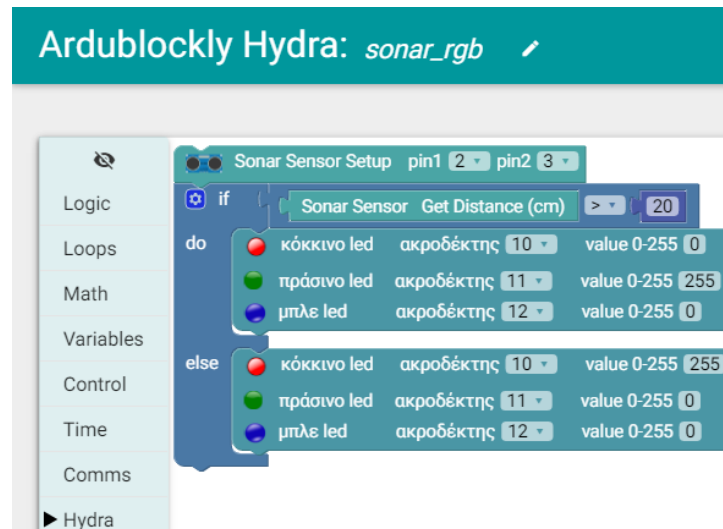 Ardublockly Hydra: sonar_rgb
Sonar Sensor Setup pin1 2 pin2 3
Logic
if Sonar Sensor Get Distance (cm) > 20
Loops
do κόκκινο led ακροδέκτης 10 value 0-255 0
Math
πράσινο led ακροδέκτης 11 value 0-255 255
μπλε led ακροδέκτης 12 value 0-255 0
Variables
else κόκκινο led ακροδέκτης 10 value 0-255 255
Control
πράσινο led ακροδέκτης 11 value 0-255 0
Time
μπλε led ακροδέκτης 12 value 0-255 0
Comms
Hydra